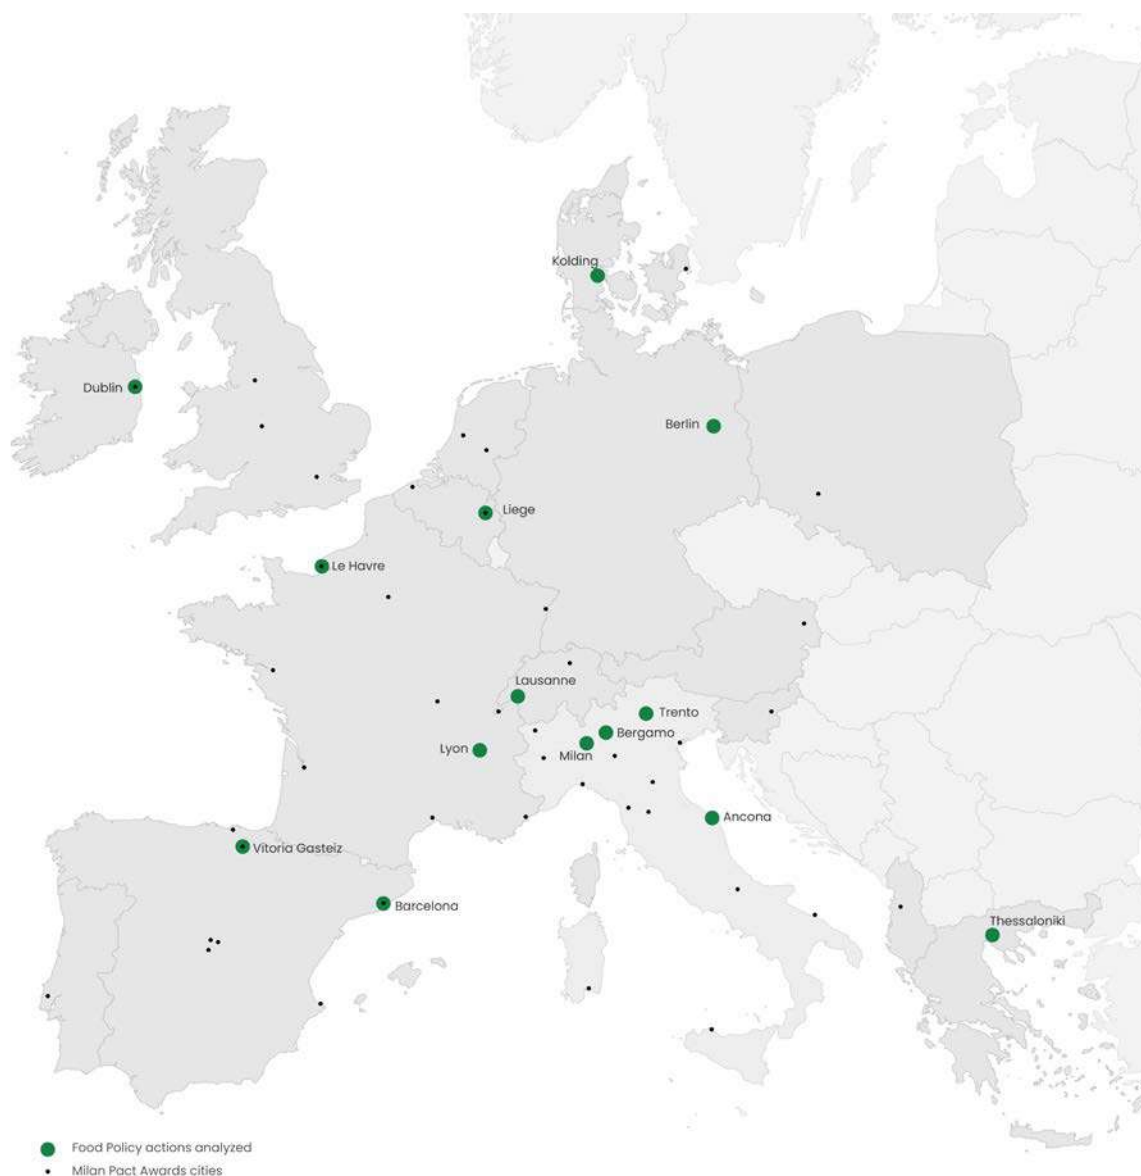 Kolding
Dublin
Berlin
Liege
Le Havre
Lausanne
Trento
Bergamo
Lyon
Milan
Ancona
Vitoria Gasteiz
Barcelona
Thessaloniki
Food Policy actions analyzed
Milan Pact Awards cities